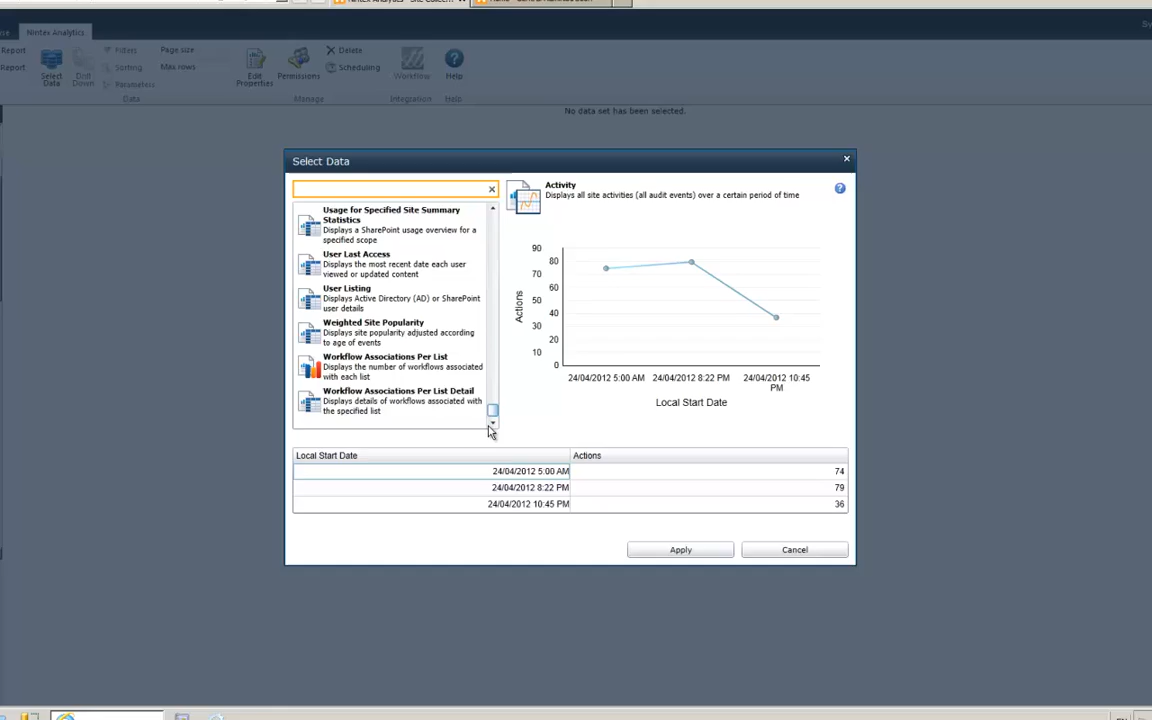 Nintex Analytics
Report
Report
Select Data
Drill Down
Filters
Sorting
Parameters
Page size
Max rows
Data
Edit Properties
Permissions
Delete
Scheduling
Manage
Workflow
Integration
Help
Help
No data set has been selected.
Select Data
Usage for Specified Site Summary
Statistics
Displays a SharePoint usage overview for a
specified scope
User Last Access
Displays the most recent date each user
viewed or updated content
User Listing
Displays Active Directory (AD) or SharePoint
user details
Weighted Site Popularity
Displays site popularity adjusted according
to age of events
Workflow Associations Per List
Displays the number of workflows associated
with each list
Workflow Associations Per List Detail
Displays details of workflows associated with
the specified list
Activity
Displays all site activities (all audit events) over a certain period of time
90
80
70
60
50
40
30
20
10
0
Actions
24/04/2012 5:00 AM
24/04/2012 8:22 PM
24/04/2012 10:45
PM
Local Start Date
Local Start Date Actions
24/04/2012 5:00 AM 74
24/04/2012 8:22 PM 79
24/04/2012 10:45 PM 36
Apply
Cancel